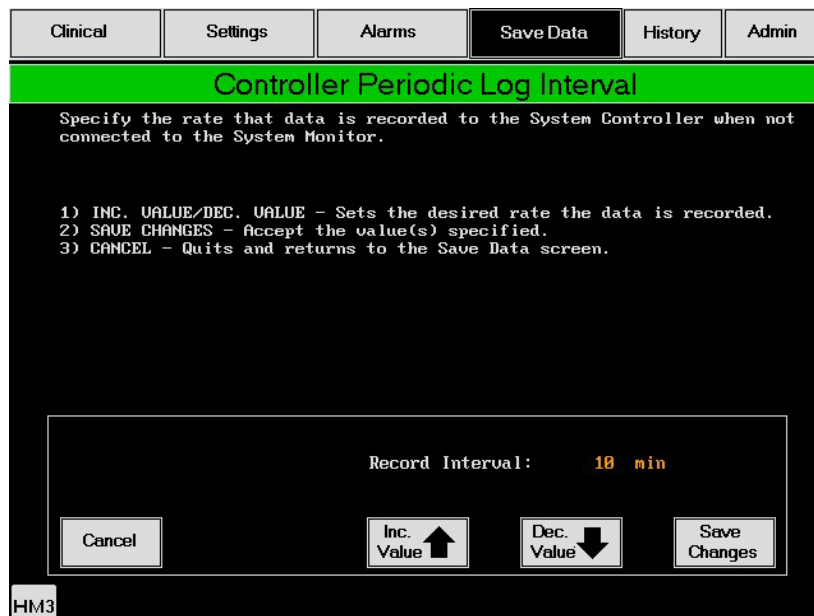 Clinical Settings Alarms Save Data History Admin
Controller Periodic Log Interval
Specify the rate that data is recorded to the System Controller when not
connected to the System Monitor.
1) INC. VALUE/DEC. VALUE - Sets the desired rate the data is recorded.
2) SAVE CHANGES - Accept the value(s) specified.
3) CANCEL - Quits and returns to the Save Data screen.
Record Interval: 10 min
Cancel
Inc.
Value
Dec.
Value
Save
Changes
HM3